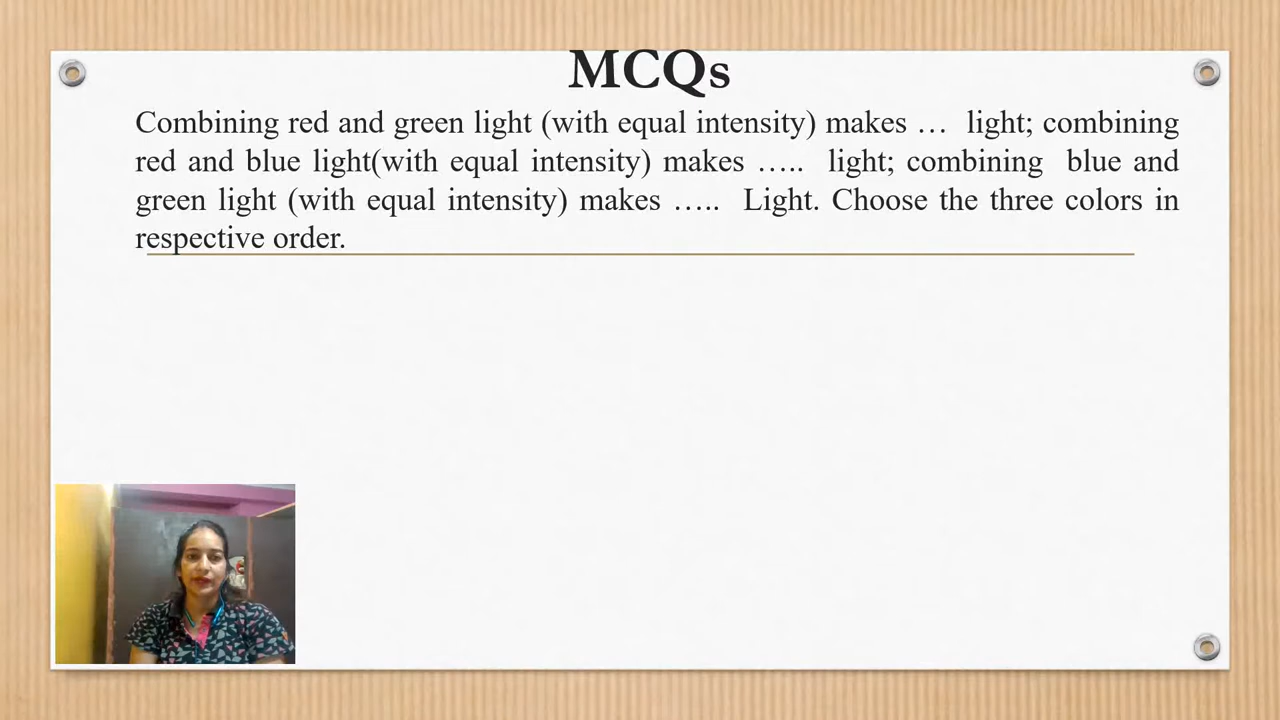 MCQs
Combining red and green light (with equal intensity) makes …  light; combining
red and blue light(with equal intensity) makes …..  light; combining  blue and
green light (with equal intensity) makes …..  Light. Choose the three colors in
respective order.